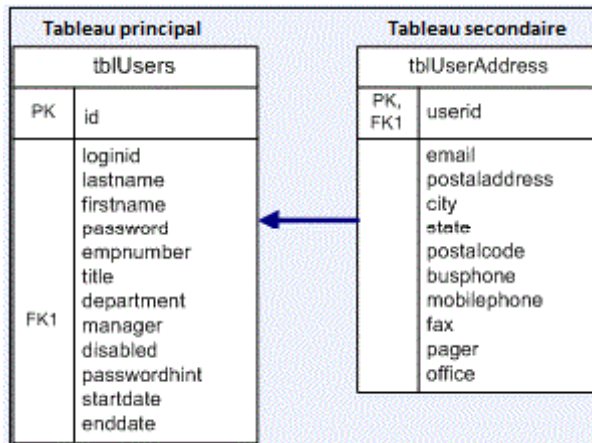 Tableau principal
tblUsers
PK id
loginid
lastname
firstname
password
empnumber
title
department
FK1 manager
disabled
passwordhint
startdate
enddate
Tableau secondaire
tblUserAddress
PK, FK1 userid
email
postaladdress
city
state
postalcode
busphone
mobilephone
fax
pager
office